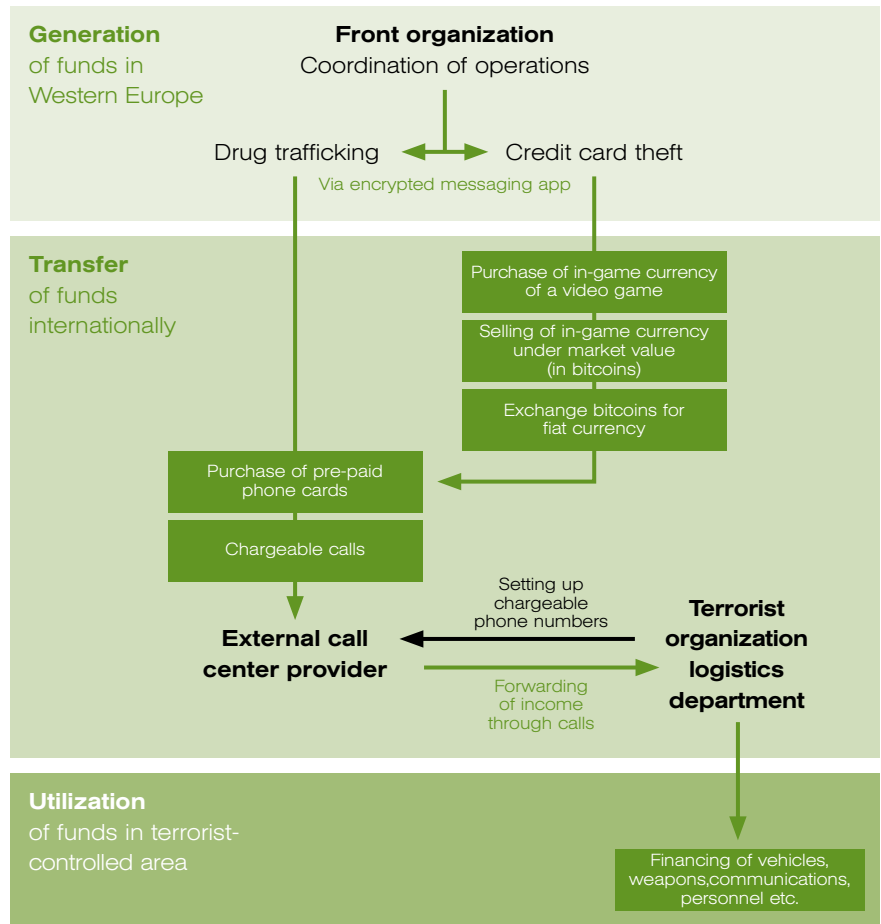 Generation
of funds in
Western Europe
Front organization
Coordination of operations
Drug trafficking
Credit card theft
Via encrypted messaging app
Transfer
of funds
internationally
Purchase of in-game currency
of a video game
Selling of in-game currency
under market value
(in bitcoins)
Exchange bitcoins for
fiat currency
Purchase of pre-paid
phone cards
Chargeable calls
Setting up
chargeable
phone numbers
External call
center provider
Terrorist
organization
logistics
department
Forwarding
of income
through calls
Utilization
of funds in terrorist-
controlled area
Financing of vehicles,
weapons,communications,
personnel etc.